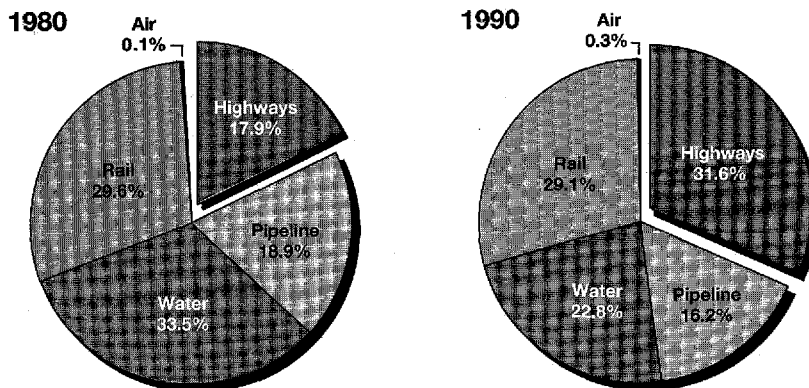 1980
Air
0.1%
Highways
17.9%
Rail
29.6%
Pipeline
18.9%
Water
33.5%
1990
Air
0.3%
Highways
31.6%
Rail
29.1%
Water
22.8%
Pipeline
16.2%